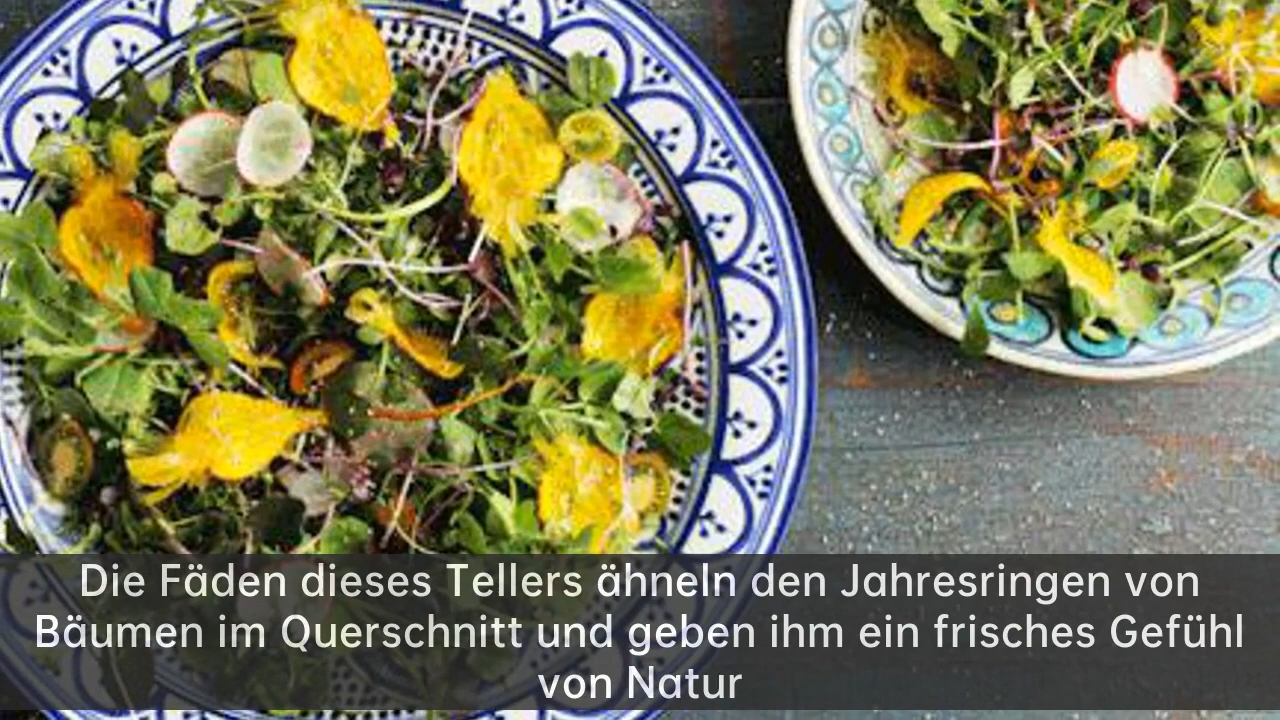 Die Fäden dieses Tellers ähneln den Jahresringen von
Bäumen im Querschnitt und geben ihm ein frisches Gefühl
von Natur